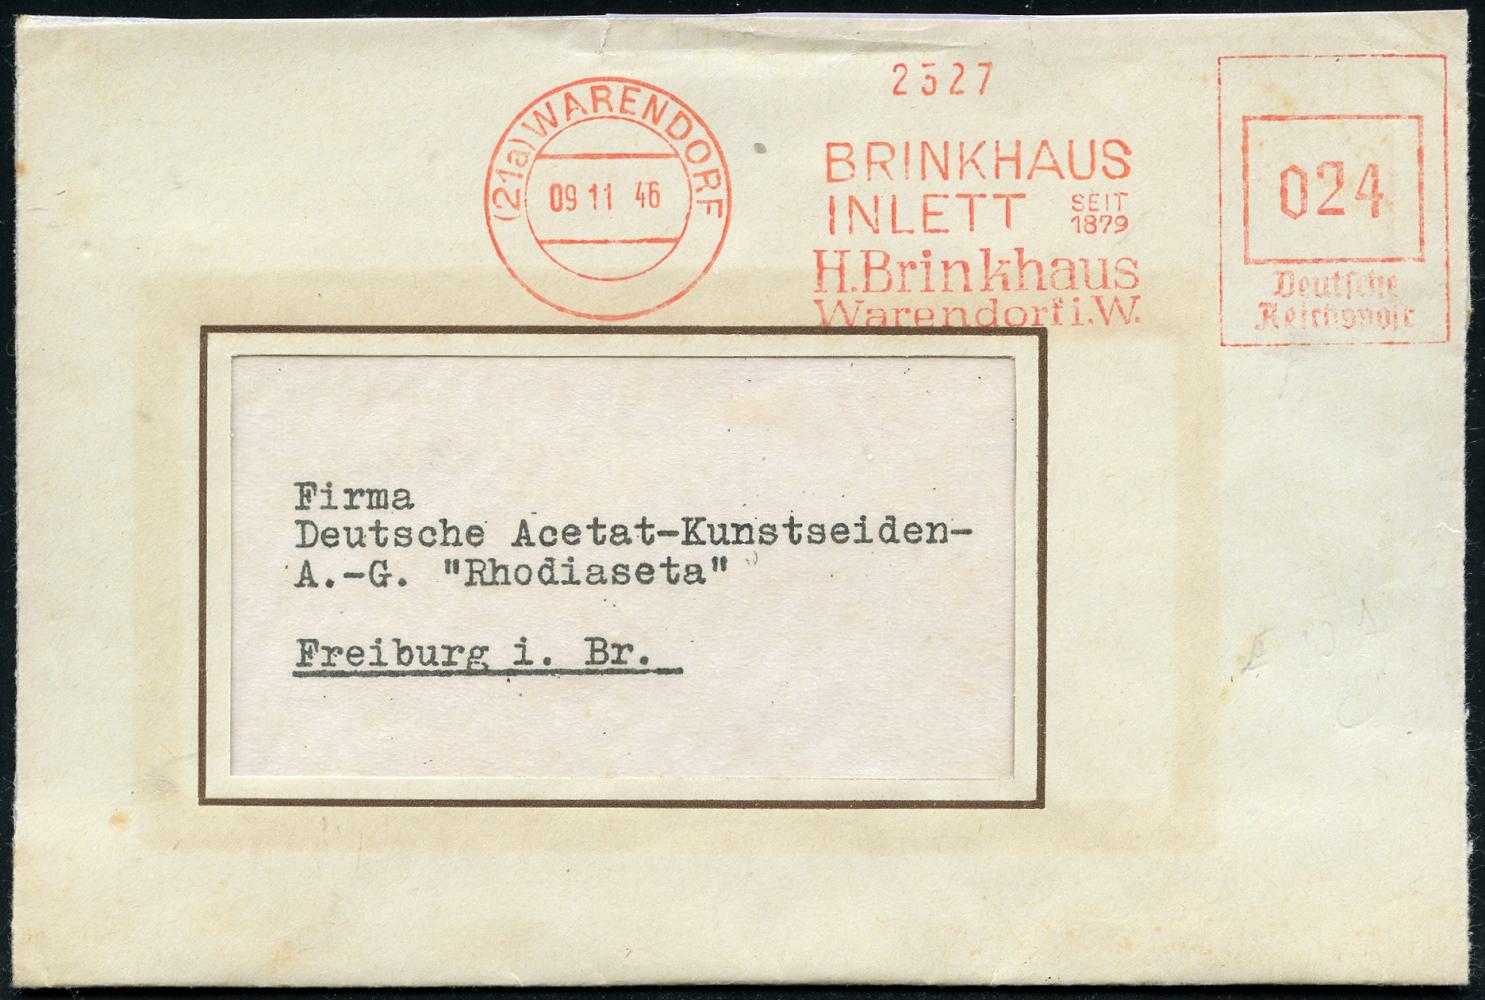 2527
(21a) WARENDORF
09 11 46
BRINKHAUS
INLETT SEIT 1879
H. Brinkhaus
Warendorf i. W.
024
Deutsche
Reichspost
Firma
Deutsche Acetat-Kunstseiden-
A.-G. "Rhodiaseta"
Freiburg i. Br.